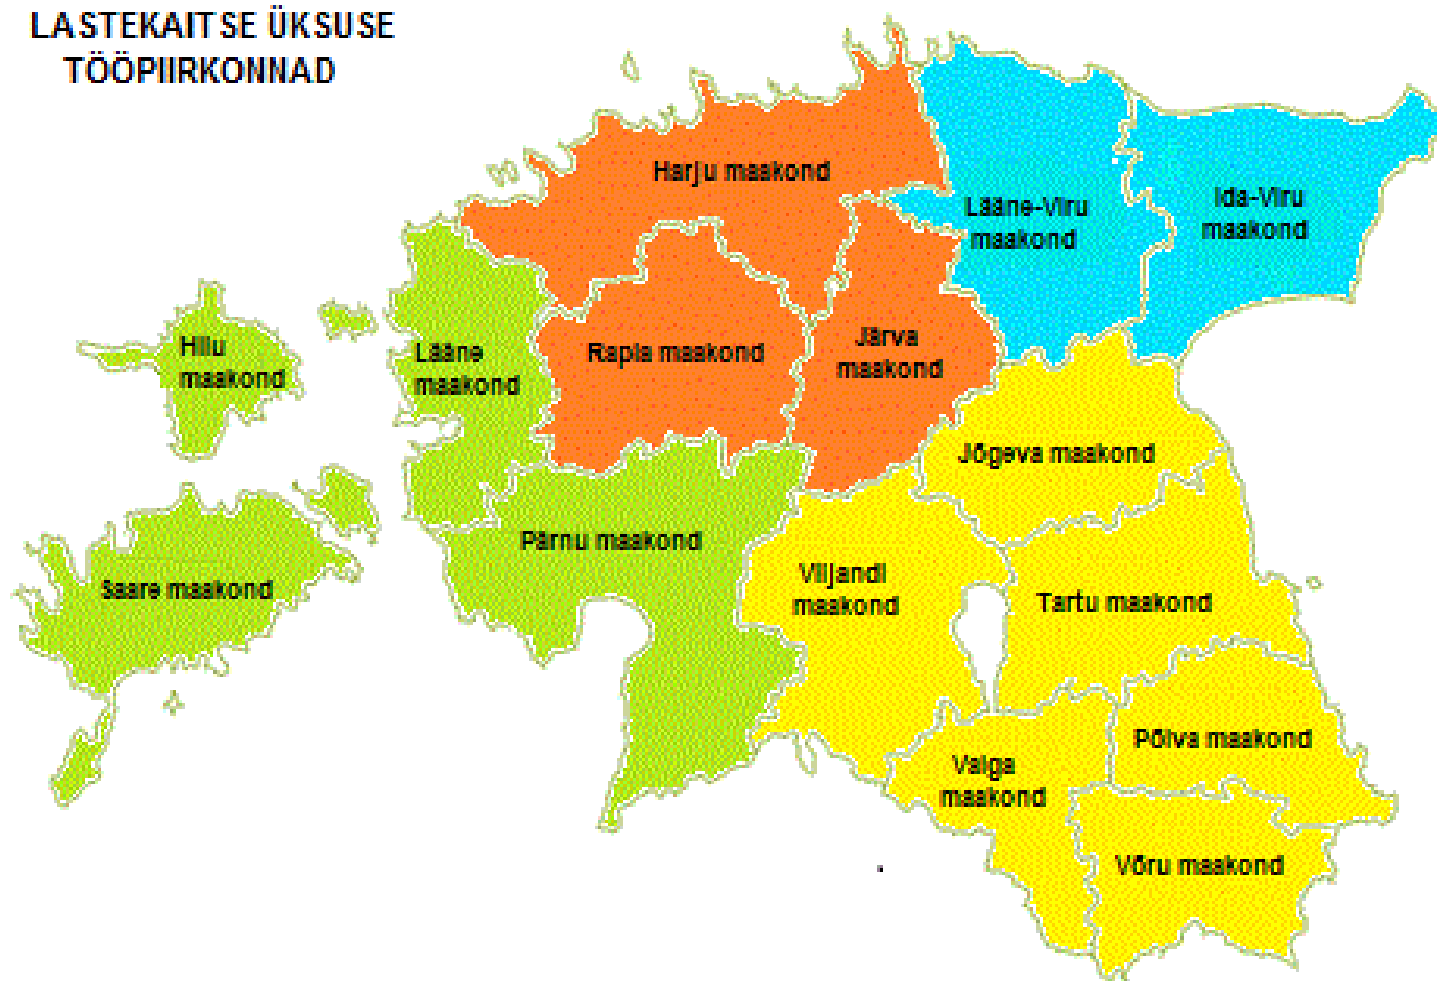 LASTEKAITSE ÜKSUSE
TÖÖPIIRKONNAD
Harju maakond
Lääne-Viru
maakond
Ida-Viru
maakond
Hiiu
maakond
Lääne
maakond
Rapla maakond
Järva
maakond
Jõgeva maakond
Pärnu maakond
Saare maakond
Viljandi
maakond
Tartu maakond
Põlva maakond
Valga
maakond
Võru maakond